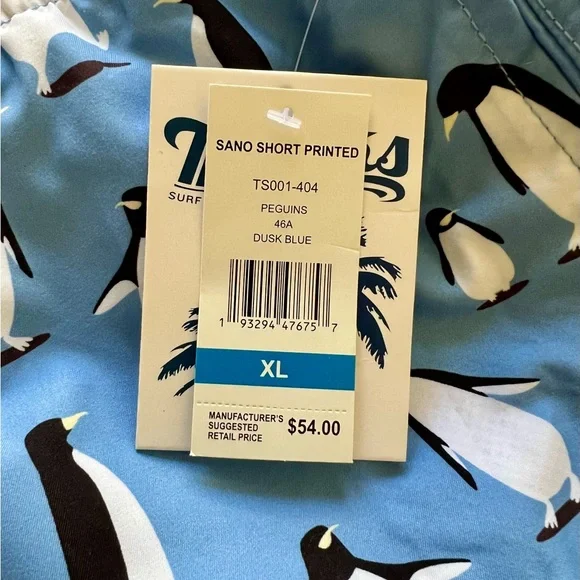 SURF
SANO SHORT PRINTED
TS001-404
PEGUINS
46A
DUSK BLUE
1 93294 47675 7
XL
MANUFACTURER'S
SUGGESTED
RETAIL PRICE
$54.00